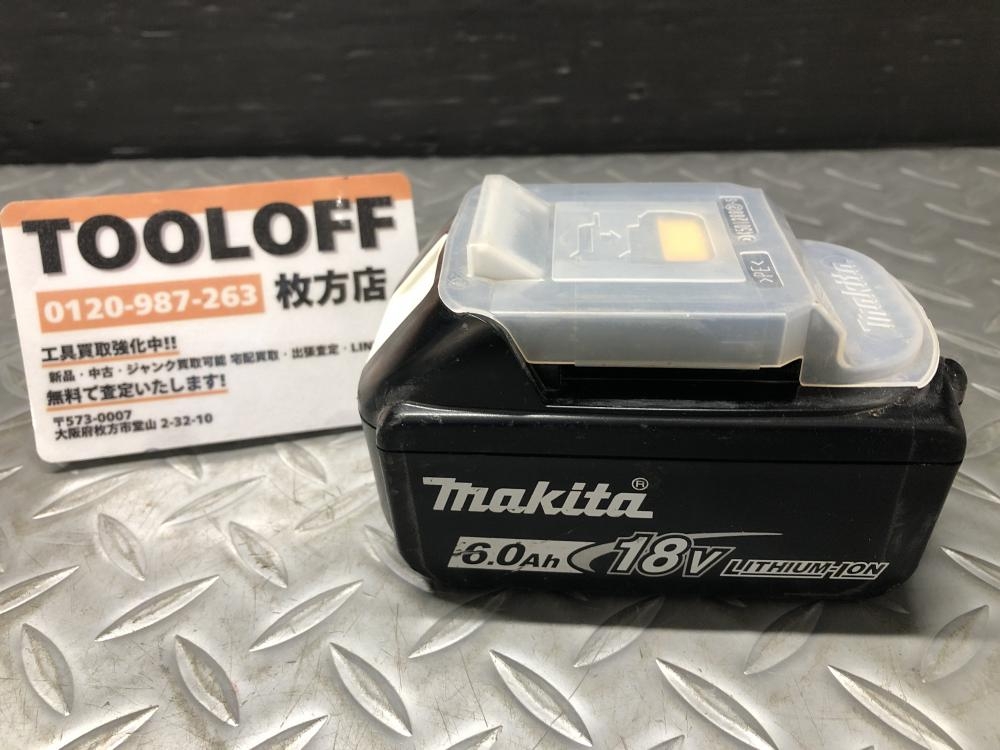 TOOLOFF
0120-987-263 枚方店
工具買取強化中!!
新品・中古・ジャンク買取可能 宅配買取・出張査定・LIN
無料で査定いたします!
〒573-0007
大阪府枚方市堂山 2-32-10
>PE<
makita
makita®
6.0Ah 18V LITHIUM-ION